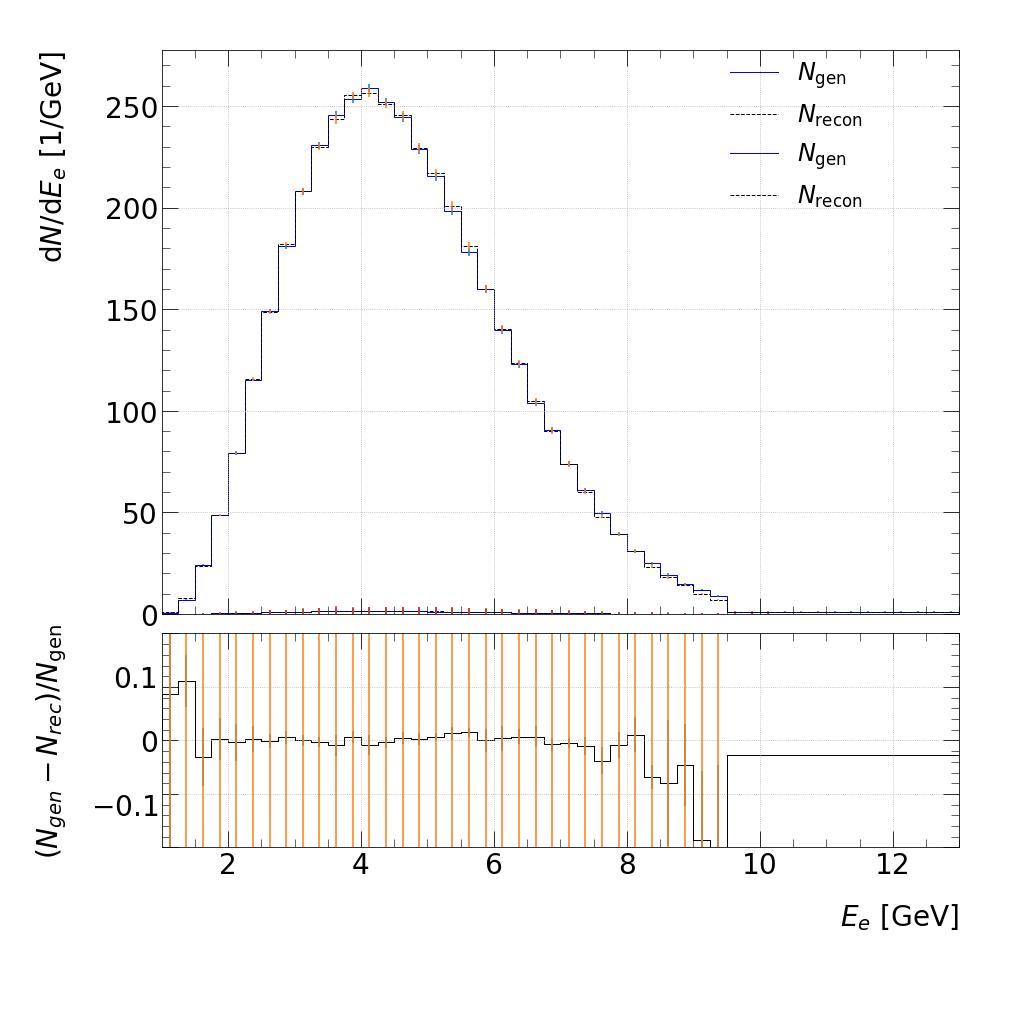 dN/dE_e [1/GeV]
250
200
150
100
50
0
N_gen
N_recon
N_gen
N_recon
(N_gen − N_rec)/N_gen
0.1
0
−0.1
2 4 6 8 10 12
E_e [GeV]